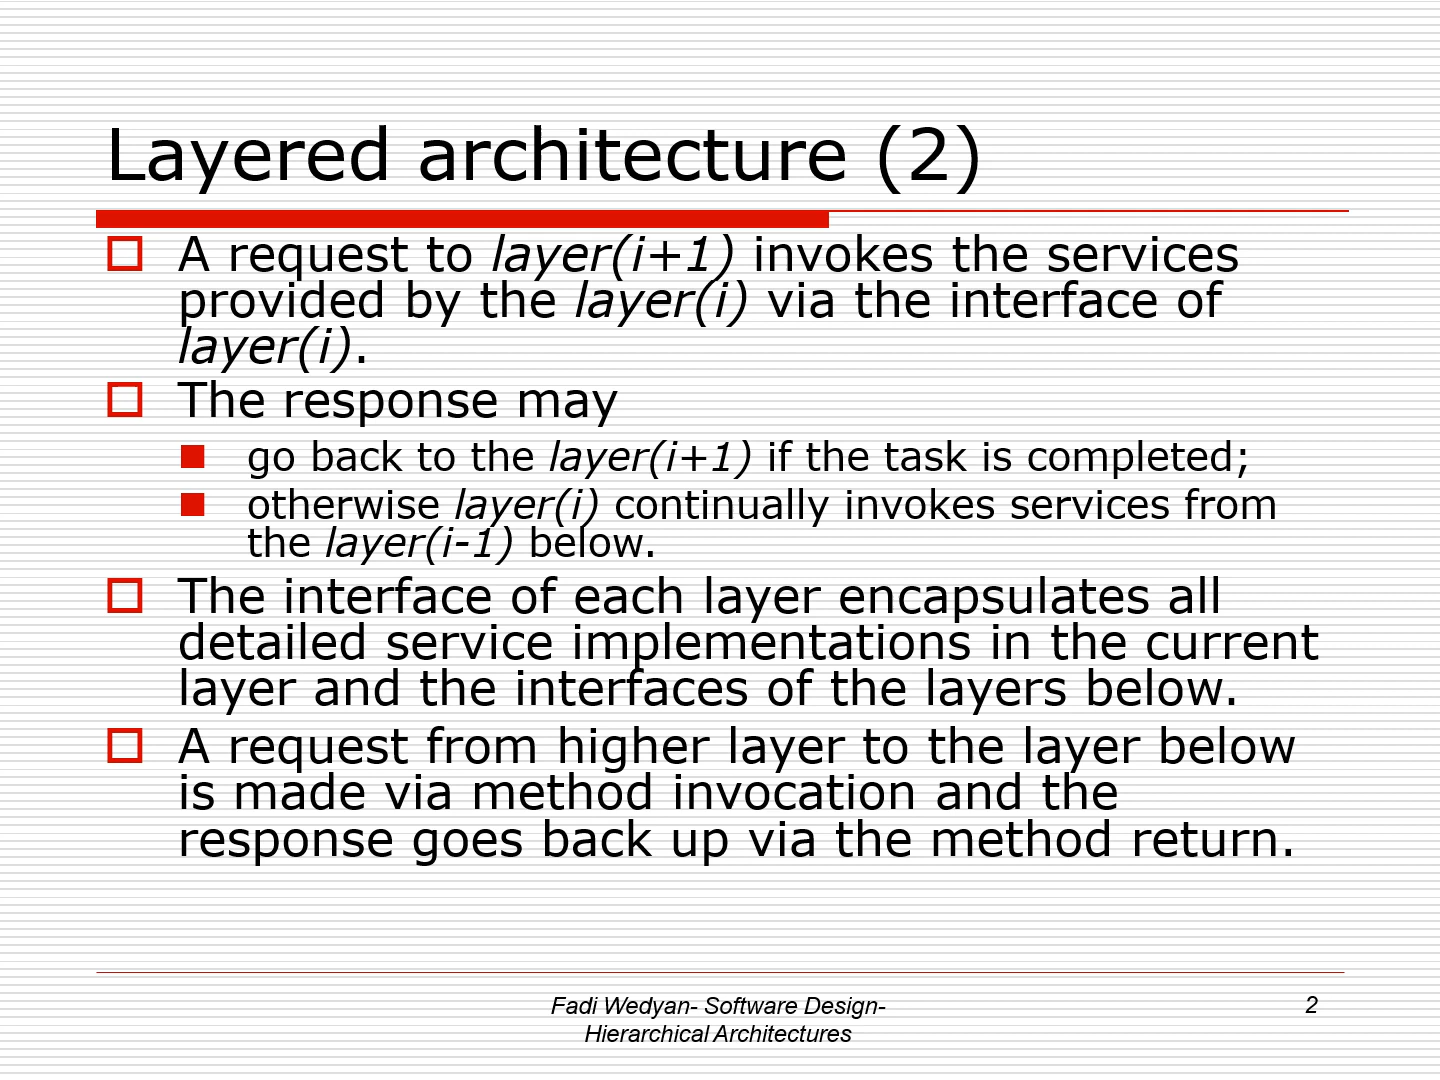 Layered architecture (2)
A request to layer(i+1) invokes the services
provided by the layer(i) via the interface of
layer(i).
The response may
go back to the layer(i+1) if the task is completed;
otherwise layer(i) continually invokes services from
the layer(i-1) below.
The interface of each layer encapsulates all
detailed service implementations in the current
layer and the interfaces of the layers below.
A request from higher layer to the layer below
is made via method invocation and the
response goes back up via the method return.
Fadi Wedyan- Software Design-
Hierarchical Architectures
2